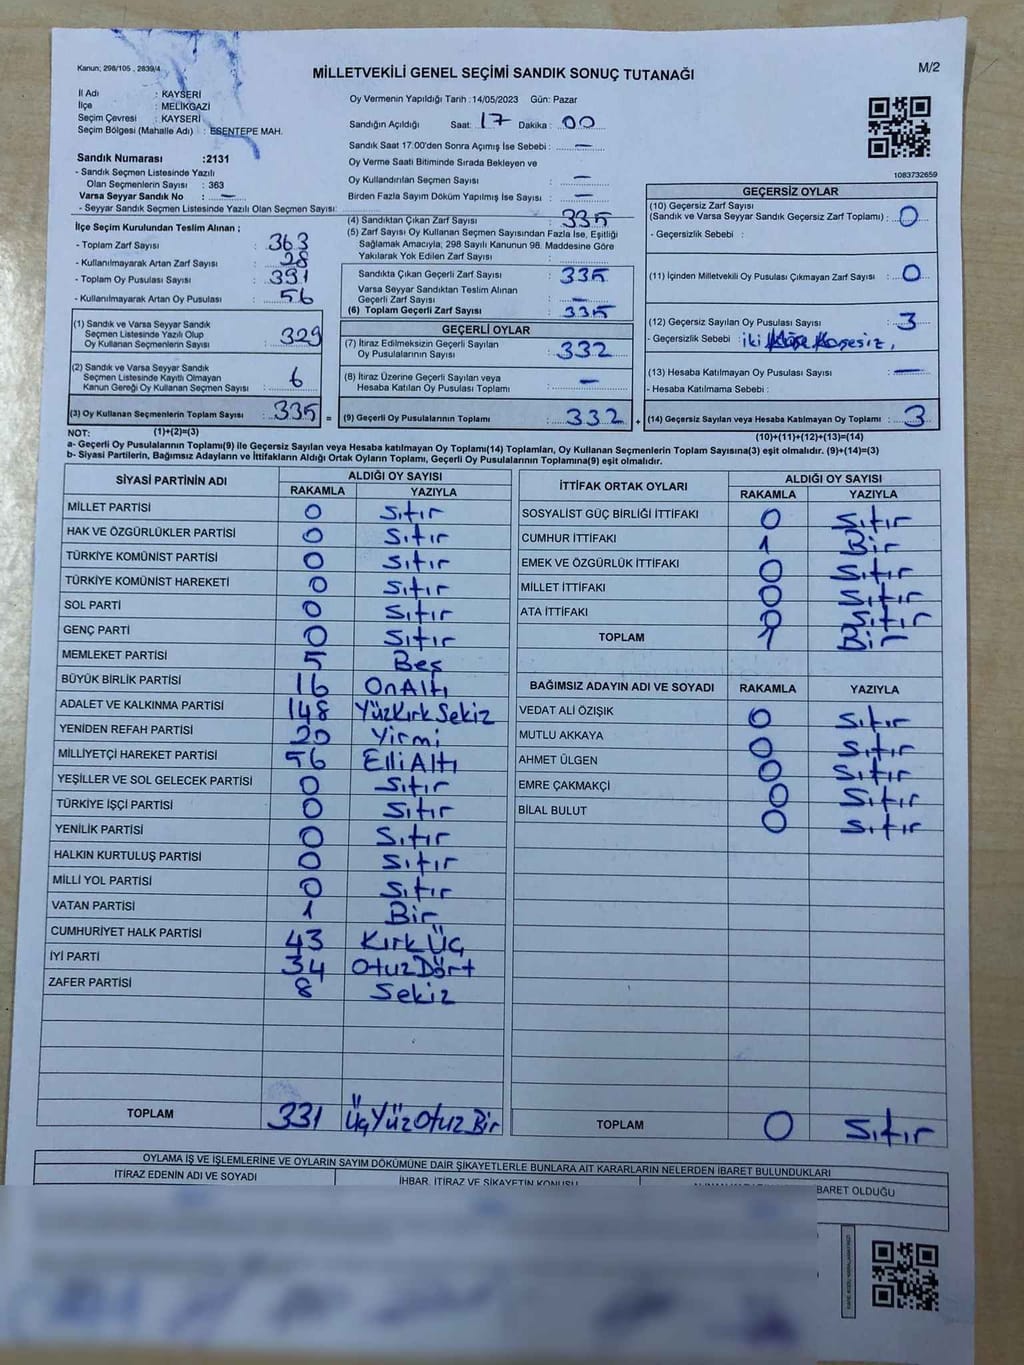 Kanun; 298/105 , 2839/4
MİLLETVEKİLİ GENEL SEÇİMİ SANDIK SONUÇ TUTANAĞI
M/2
İl Adı : KAYSERİ
İlçe : MELİKGAZİ
Seçim Çevresi : KAYSERİ
Seçim Bölgesi (Mahalle Adı) : ESENTEPE MAH.
Sandık Numarası :2131
- Sandık Seçmen Listesinde Yazılı
Olan Seçmenlerin Sayısı : 363
Varsa Seyyar Sandık No : —
- Seyyar Sandık Seçmen Listesinde Yazılı Olan Seçmen Sayısı:
İlçe Seçim Kurulundan Teslim Alınan ;
- Toplam Zarf Sayısı : 363
- Kullanılmayarak Artan Zarf Sayısı : 28
- Toplam Oy Pusulası Sayısı : 391
- Kullanılmayarak Artan Oy Pusulası : 56
(1) Sandık ve Varsa Seyyar Sandık
Seçmen Listesinde Yazılı Olup
Oy Kullanan Seçmenlerin Sayısı : 329
(2) Sandık ve Varsa Seyyar Sandık
Seçmen Listesinde Kayıtlı Olmayan
Kanun Gereği Oy Kullanan Seçmen Sayısı : 6
(3) Oy Kullanan Seçmenlerin Toplam Sayısı : 335 =
Oy Vermenin Yapıldığı Tarih :14/05/2023 Gün: Pazar
Sandığın Açıldığı Saat: 17 Dakika : 00
Sandık Saat 17.00'den Sonra Açımış İse Sebebi : —
Oy Verme Saati Bitiminde Sırada Bekleyen ve
Oy Kullandırılan Seçmen Sayısı : —
Birden Fazla Sayım Döküm Yapılmış İse Sayısı : —
(4) Sandıktan Çıkan Zarf Sayısı : 335
(5) Zarf Sayısı Oy Kullanan Seçmen Sayısından Fazla İse, Eşitliği
Sağlamak Amacıyla; 298 Sayılı Kanunun 98. Maddesine Göre
Yakılarak Yok Edilen Zarf Sayısı :
Sandıkta Çıkan Geçerli Zarf Sayısı : 335
Varsa Seyyar Sandıktan Teslim Alınan
Geçerli Zarf Sayısı : —
(6) Toplam Geçerli Zarf Sayısı : 335
GEÇERLİ OYLAR
(7) İtiraz Edilmeksizin Geçerli Sayılan
Oy Pusulalarının Sayısı : 332
(8) İtiraz Üzerine Geçerli Sayılan veya
Hesaba Katılan Oy Pusulası Toplamı : —
(9) Geçerli Oy Pusulalarının Toplamı : 332 +
1083732659
GEÇERSİZ OYLAR
(10) Geçersiz Zarf Sayısı
(Sandık ve Varsa Seyyar Sandık Geçersiz Zarf Toplamı) : 0
- Geçersizlik Sebebi :
(11) İçinden Milletvekili Oy Pusulası Çıkmayan Zarf Sayısı : 0
(12) Geçersiz Sayılan Oy Pusulası Sayısı : 3
- Geçersizlik Sebebi : iki Kaşesiz,
(13) Hesaba Katılmayan Oy Pusulası Sayısı : —
- Hesaba Katılmama Sebebi :
(14) Geçersiz Sayılan veya Hesaba Katılmayan Oy Toplamı : 3
NOT: (1)+(2)=(3)
(10)+(11)+(12)+(13)=(14)
a- Geçerli Oy Pusulalarının Toplamı(9) ile Geçersiz Sayılan veya Hesaba katılmayan Oy Toplamı(14) Toplamları, Oy Kullanan Seçmenlerin Toplam Sayısına(3) eşit olmalıdır. (9)+(14)=(3)
b- Siyasi Partilerin, Bağımsız Adayların ve İttifakların Aldığı Ortak Oyların Toplamı, Geçerli Oy Pusulalarının Toplamına(9) eşit olmalıdır.
SİYASİ PARTİNİN ADI
ALDIĞI OY SAYISI
RAKAMLA YAZIYLA
MİLLET PARTİSİ 0 Sıfır
HAK VE ÖZGÜRLÜKLER PARTİSİ 0 Sıfır
TÜRKİYE KOMÜNİST PARTİSİ 0 Sıfır
TÜRKİYE KOMÜNİST HAREKETİ 0 Sıfır
SOL PARTİ 0 Sıfır
GENÇ PARTİ 0 Sıfır
MEMLEKET PARTİSİ 5 Beş
BÜYÜK BİRLİK PARTİSİ 16 OnAltı
ADALET VE KALKINMA PARTİSİ 148 YüzKırkSekiz
YENİDEN REFAH PARTİSİ 20 Yirmi
MİLLİYETÇİ HAREKET PARTİSİ 56 ElliAltı
YEŞİLLER VE SOL GELECEK PARTİSİ 0 Sıfır
TÜRKİYE İŞÇİ PARTİSİ 0 Sıfır
YENİLİK PARTİSİ 0 Sıfır
HALKIN KURTULUŞ PARTİSİ 0 Sıfır
MİLLİ YOL PARTİSİ 0 Sıfır
VATAN PARTİSİ 1 Bir
CUMHURİYET HALK PARTİSİ 43 Kırk Üç
İYİ PARTİ 34 OtuzDört
ZAFER PARTİSİ 8 Sekiz
TOPLAM 331 ÜçYüzOtuzBir
İTTİFAK ORTAK OYLARI
ALDIĞI OY SAYISI
RAKAMLA YAZIYLA
SOSYALİST GÜÇ BİRLİĞİ İTTİFAKI 0 Sıfır
CUMHUR İTTİFAKI 1 Bir
EMEK VE ÖZGÜRLÜK İTTİFAKI 0 Sıfır
MİLLET İTTİFAKI 0 Sıfır
ATA İTTİFAKI 0 Sıfır
TOPLAM 1 Bir
BAĞIMSIZ ADAYIN ADI VE SOYADI RAKAMLA YAZIYLA
VEDAT ALİ ÖZIŞIK 0 Sıfır
MUTLU AKKAYA 0 Sıfır
AHMET ÜLGEN 0 Sıfır
EMRE ÇAKMAKÇİ 0 Sıfır
BİLAL BULUT 0 Sıfır
TOPLAM 0 Sıfır
OYLAMA İŞ VE İŞLEMLERİNE VE OYLARIN SAYIM DÖKÜMÜNE DAİR ŞİKAYETLERLE BUNLARA AİT KARARLARIN NELERDEN İBARET BULUNDUKLARI
İTİRAZ EDENİN ADI VE SOYADI
İHBAR, İTİRAZ VE ŞİKAYETİN KONUSU
İBARET OLDUĞU